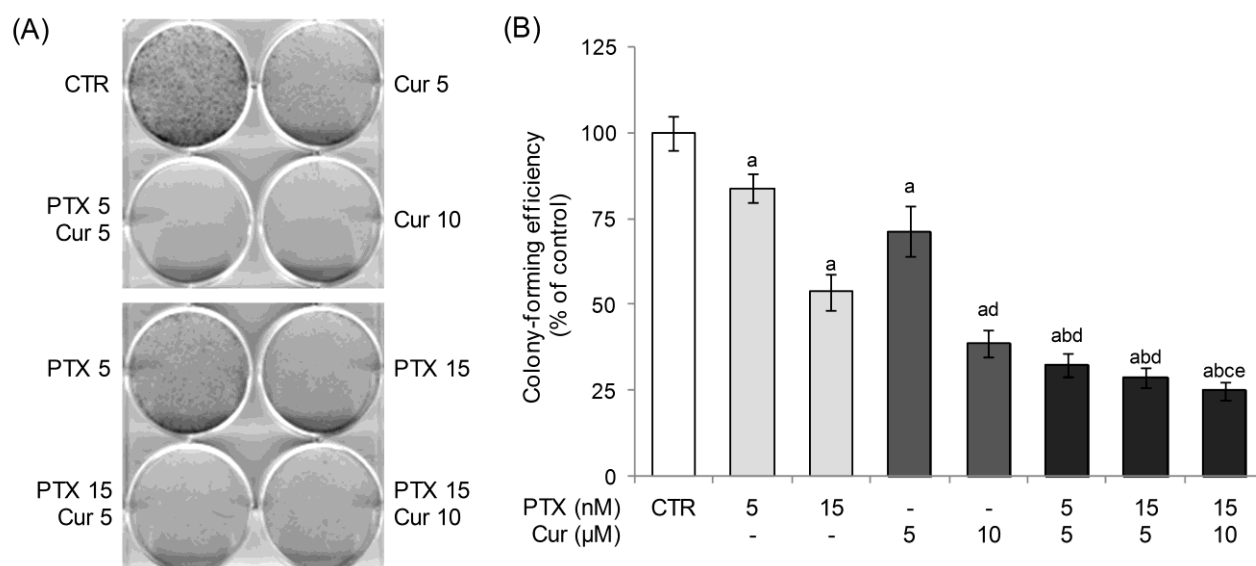 (A)
CTR
Cur 5
PTX 5
Cur 5
Cur 10
PTX 5
PTX 15
PTX 15
Cur 5
PTX 15
Cur 10
(B)
Colony-forming efficiency
(% of control)
125
100
75
50
25
0
a
a
a
ad
abd
abd
abce
PTX (nM) CTR 5 15 - - 5 15 15
Cur (µM) - - 5 10 5 5 10